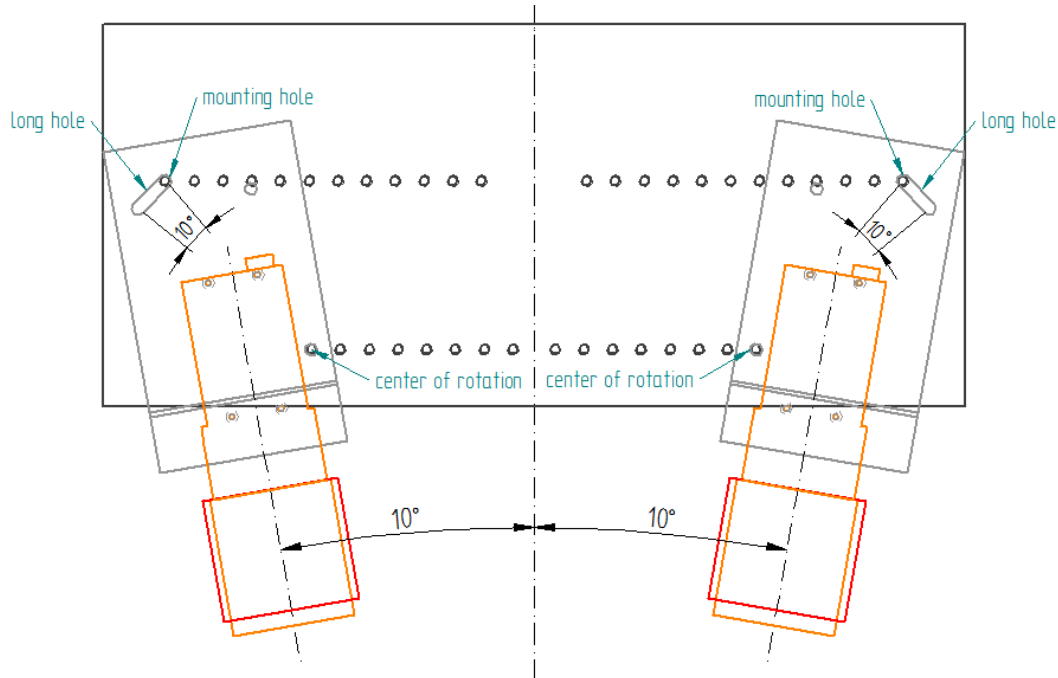 mounting hole
mounting hole
long hole
long hole
10°
10°
center of rotation
center of rotation
10°
10°